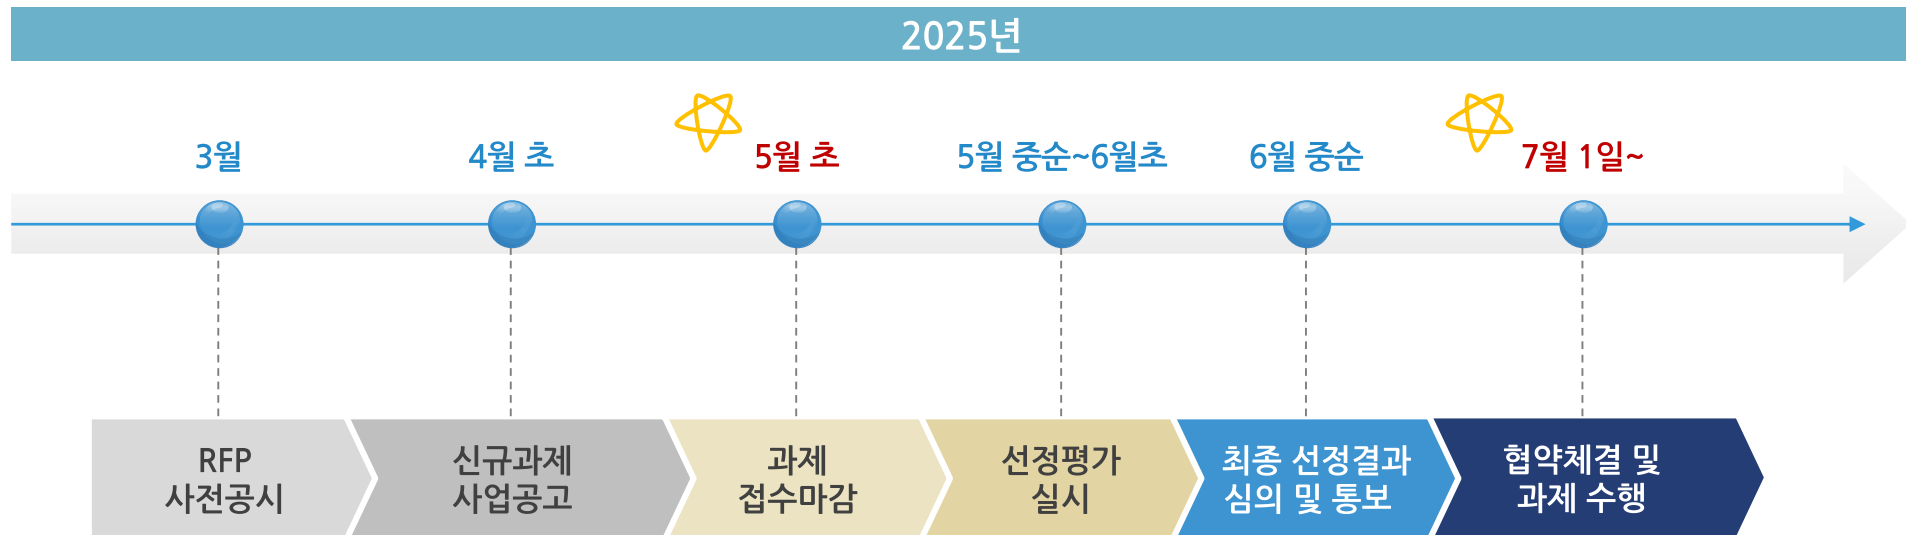 2025년
3월
4월 초
5월 초
5월 중순~6월초
6월 중순
7월 1일~
RFP
사전공시
신규과제
사업공고
과제
접수마감
선정평가
실시
최종 선정결과
심의 및 통보
협약체결 및
과제 수행